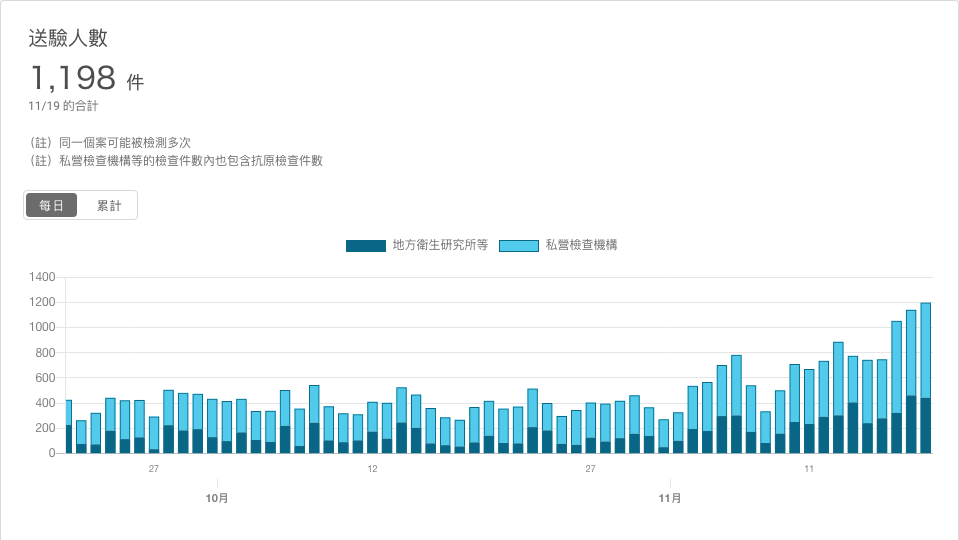 送驗人數
1,198 件
11/19 的合計
（註）同一個案可能被檢測多次
（註）私營檢查機構等的檢查件數內也包含抗原檢查件數
每日 累計
地方衛生研究所等 私營檢查機構
1400
1200
1000
800
600
400
200
0
27 12 27 11
10月 11月